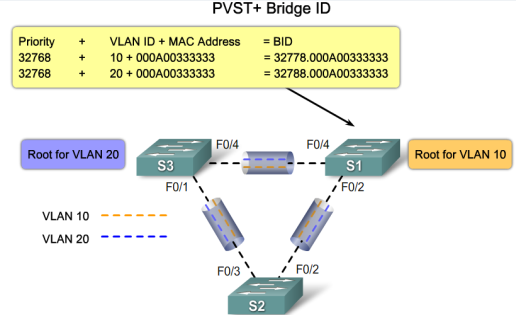 PVST+ Bridge ID
Priority + VLAN ID + MAC Address = BID
32768 + 10 + 000A00333333 = 32778.000A00333333
32768 + 20 + 000A00333333 = 32788.000A00333333
Root for VLAN 20
S3
F0/4
F0/4
S1
Root for VLAN 10
F0/1
F0/2
VLAN 10
VLAN 20
F0/3
F0/2
S2